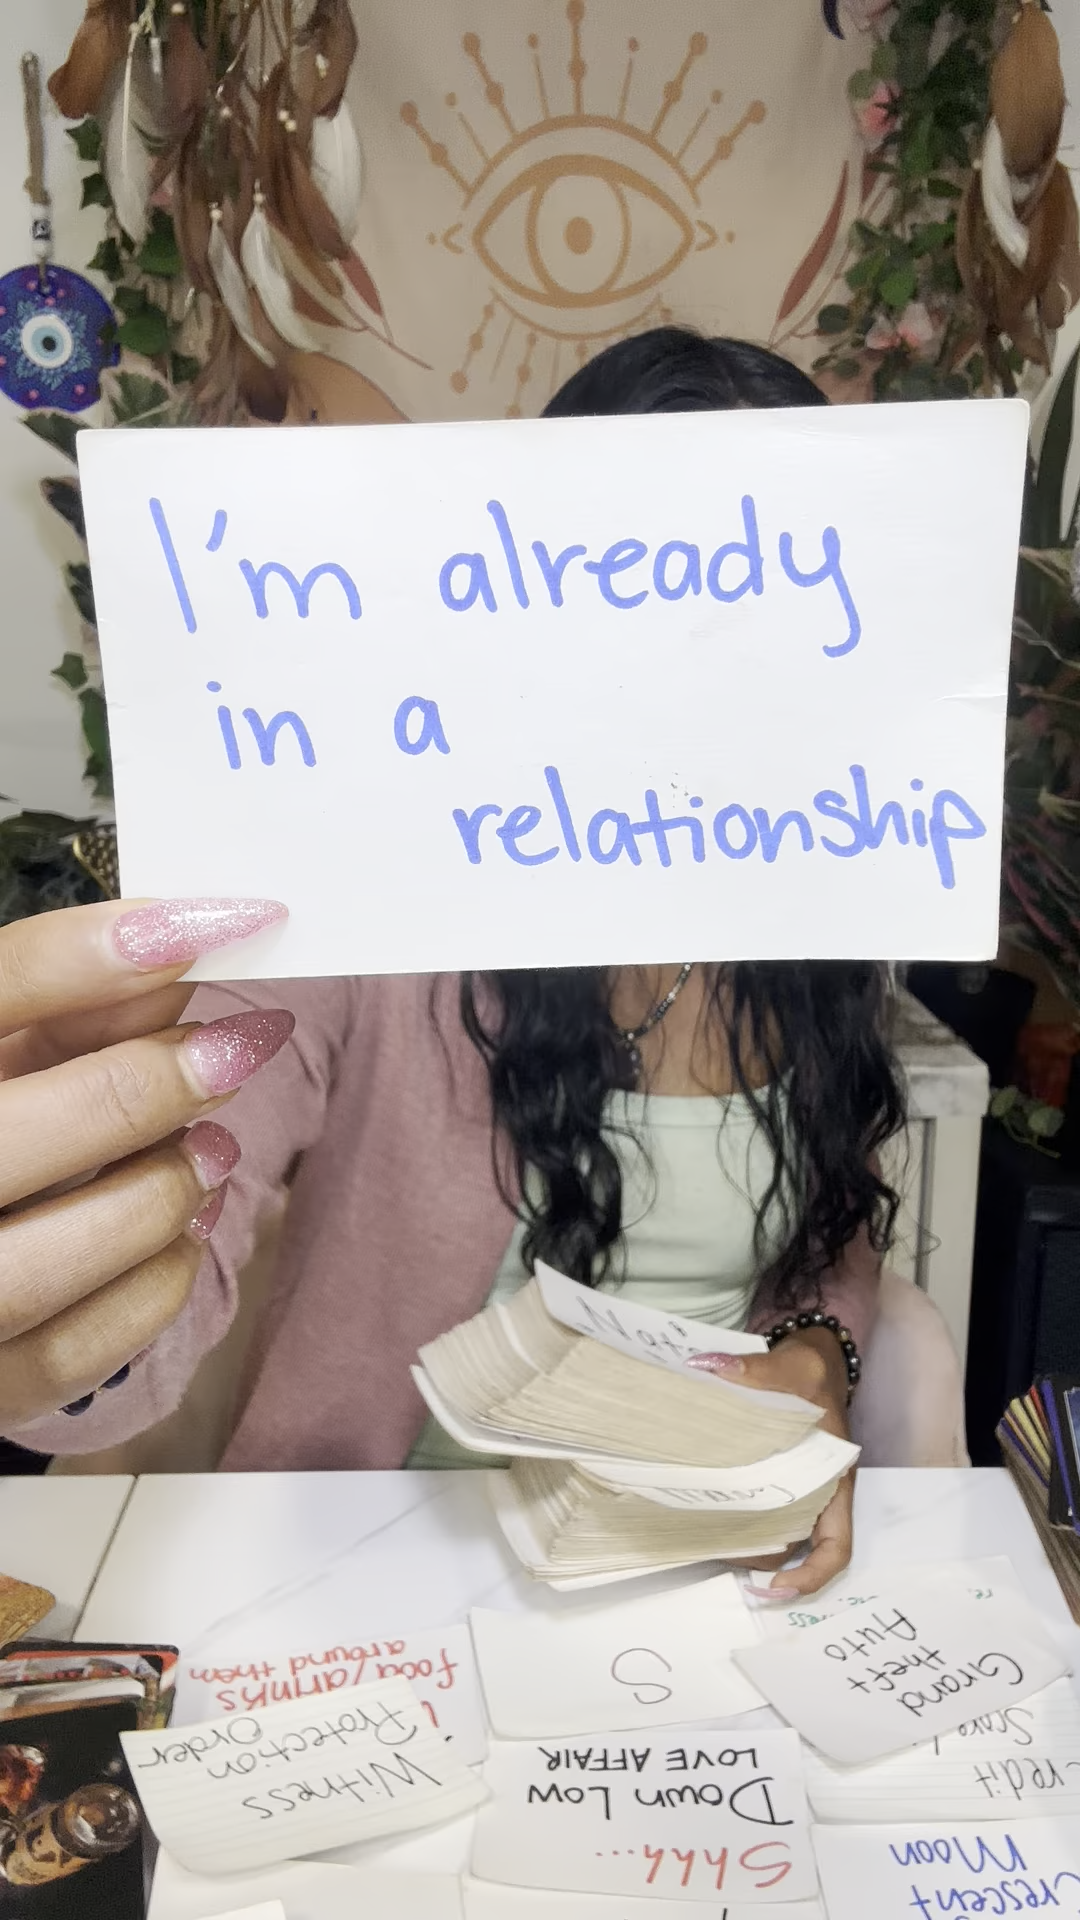 I'm already
in a
relationship
S
food/drinks
around them
Witness
Protection
Order
Grand
theft
Auto
Shhh...
Down Low
LOVE AFFAIR
Moon